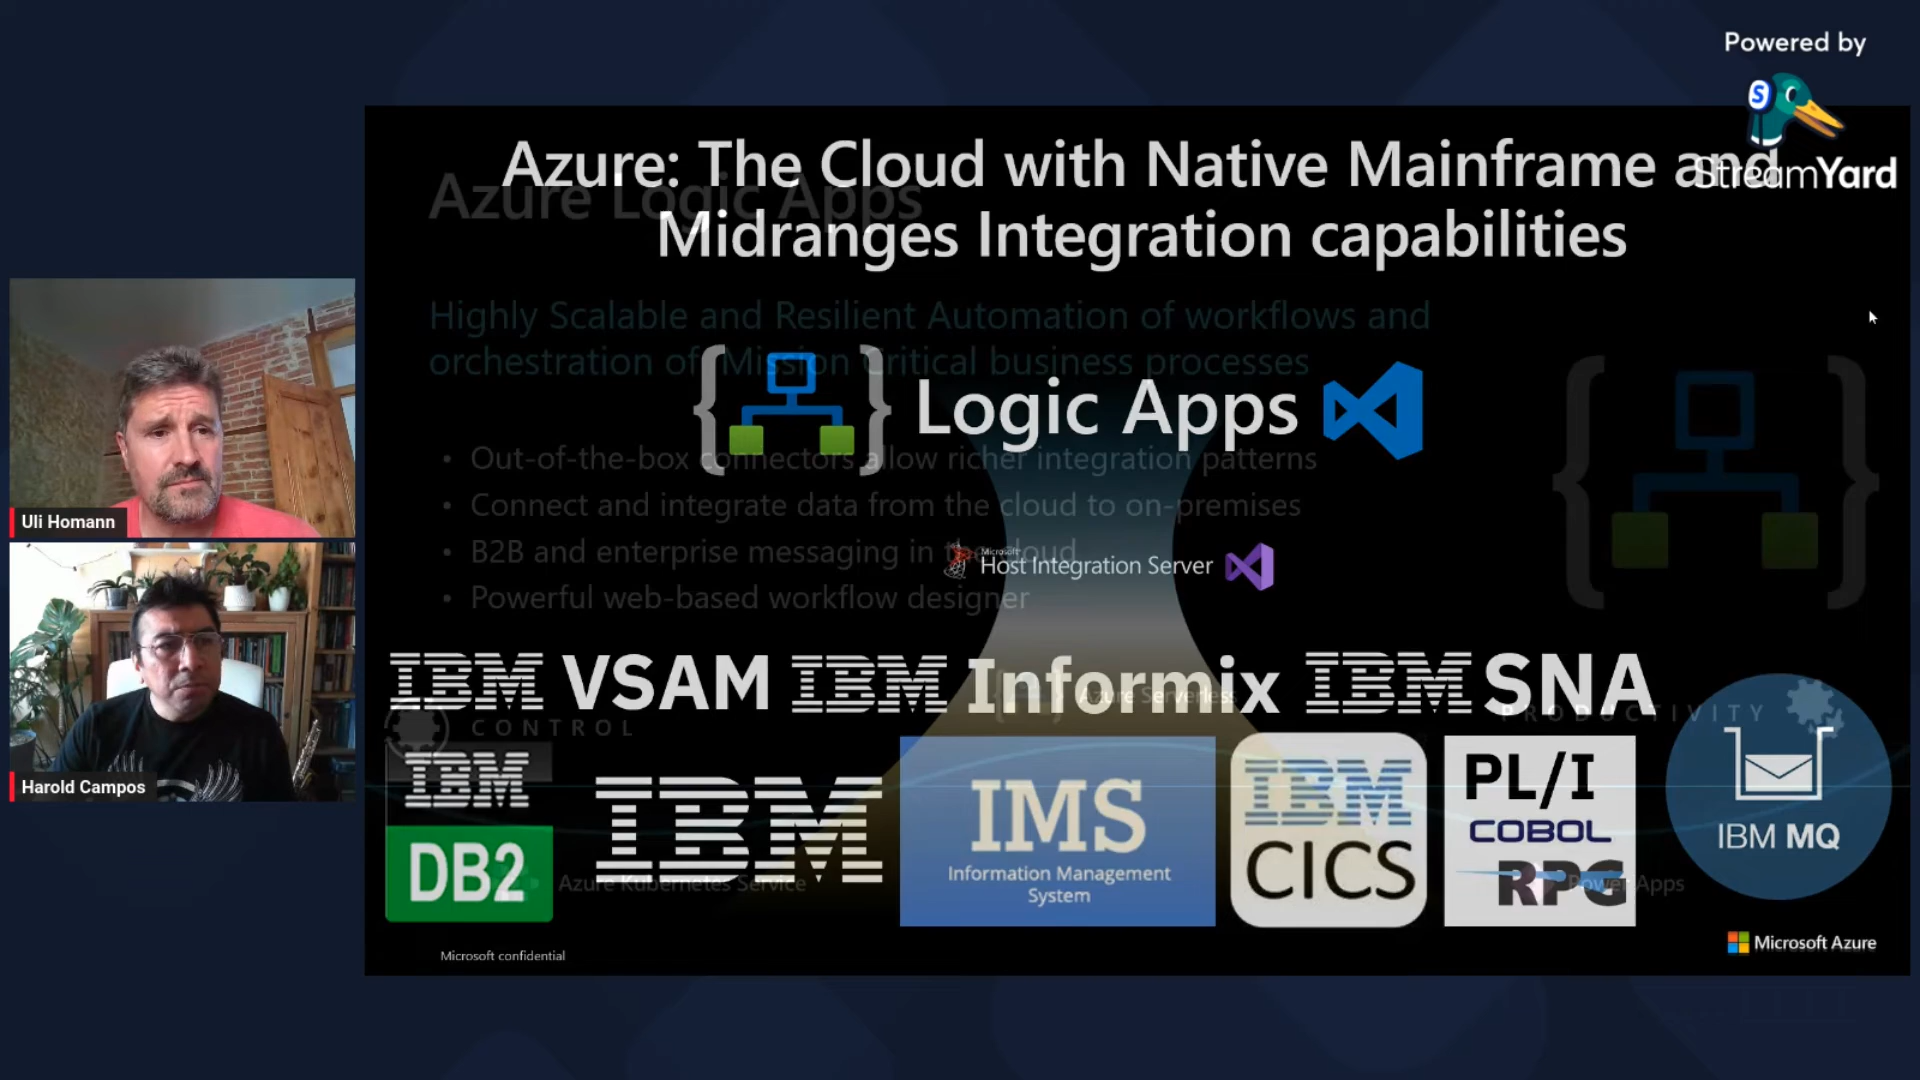 Powered by
StreamYard
Azure: The Cloud with Native Mainframe and
Midranges Integration capabilities
Azure Logic Apps
Highly Scalable and Resilient Automation of workflows and
orchestration of Mission Critical business processes
Logic Apps
• Out-of-the-box connectors allow richer integration patterns
• Connect and integrate data from the cloud to on-premises
• B2B and enterprise messaging in the cloud
Microsoft
Host Integration Server
• Powerful web-based workflow designer
IBM VSAM IBM Informix IBM SNA
Azure Serverless
CONTROL
PRODUCTIVITY
IBM
DB2
IBM
IMS
Information Management
System
IBM
CICS
PL/I
COBOL
RPG
IBM MQ
Azure Kubernetes Service
Power Apps
Microsoft confidential
Microsoft Azure
Uli Homann
Harold Campos